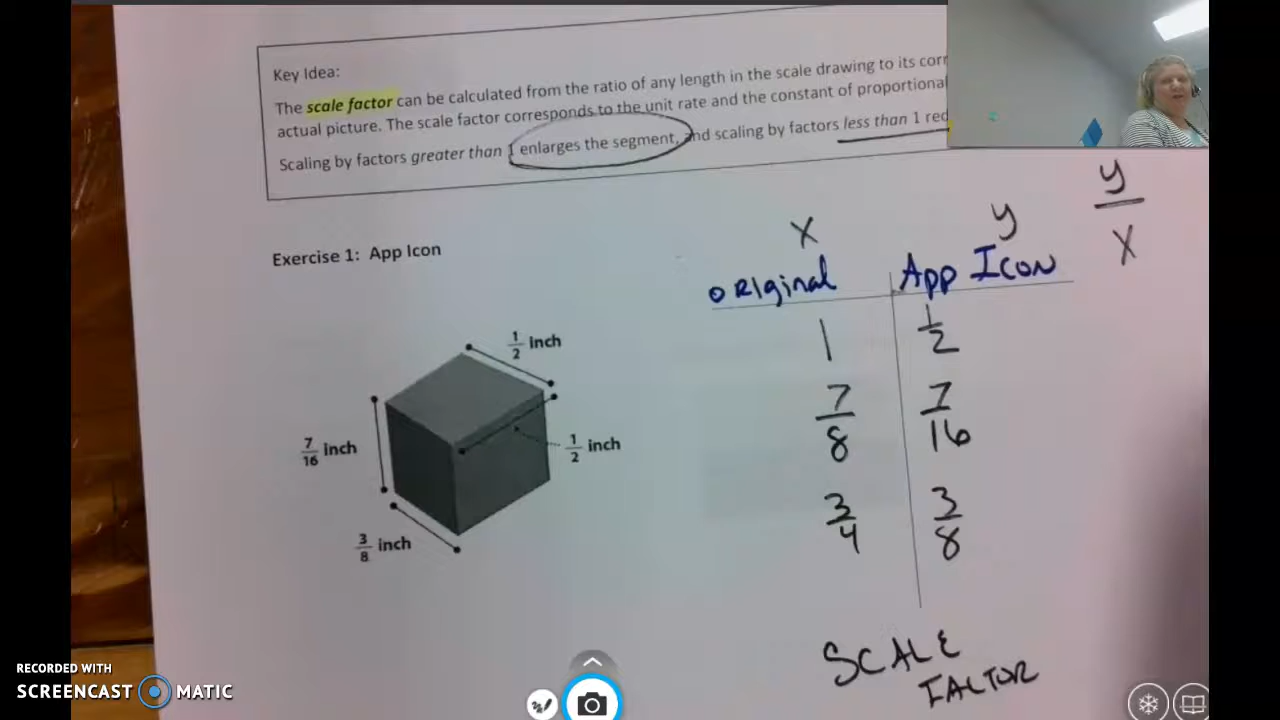 Key Idea:
The scale factor can be calculated from the ratio of any length in the scale drawing to its corr
actual picture. The scale factor corresponds to the unit rate and the constant of proportional
Scaling by factors greater than 1 enlarges the segment, and scaling by factors less than 1 red
y
x
Exercise 1: App Icon
x y
original App Icon
1 1/2
7/8 7/16
3/4 3/8
1/2 inch
7/16 inch
1/2 inch
3/8 inch
SCALE
FACTOR
RECORDED WITH
SCREENCAST MATIC